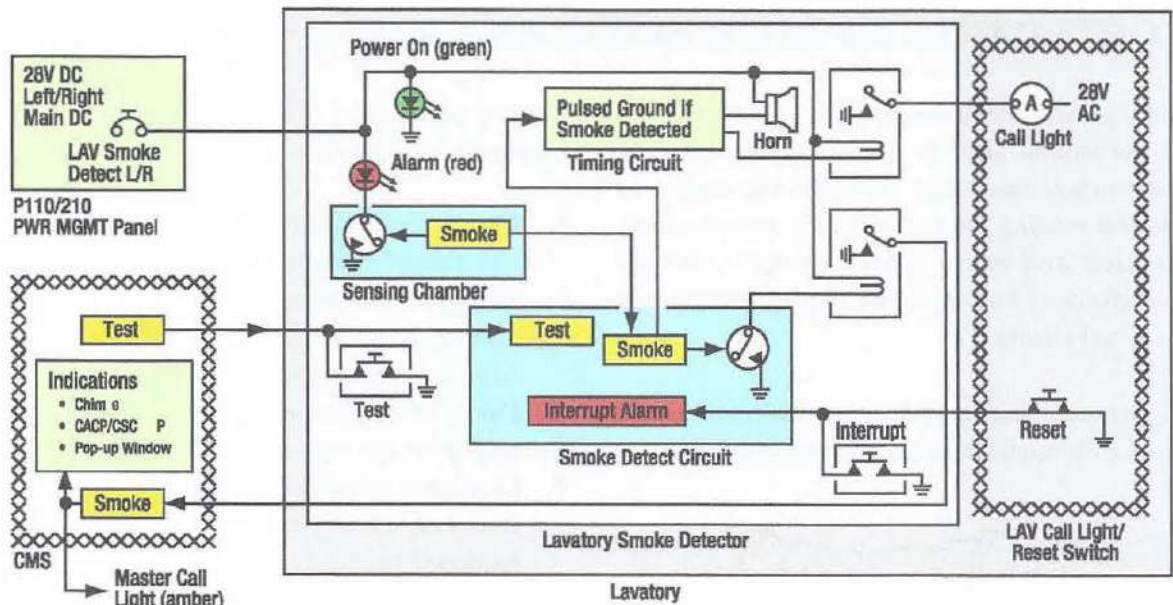 Power On (green)
28V DC
Left/Right
Main DC
LAV Smoke
Detect L/R
P110/210
PWR MGMT Panel
Alarm (red)
Pulsed Ground if
Smoke Detected
Timing Circuit
Horn
A
28V
AC
Call Light
Smoke
Sensing Chamber
Test
Test
Smoke
Interrupt Alarm
Smoke Detect Circuit
Test
Interrupt
Reset
Indications
• Chim e
• CACP/CSC P
• Pop-up Window
Smoke
CMS
Master Call
Light (amber)
Lavatory Smoke Detector
LAV Call Light/
Reset Switch
Lavatory